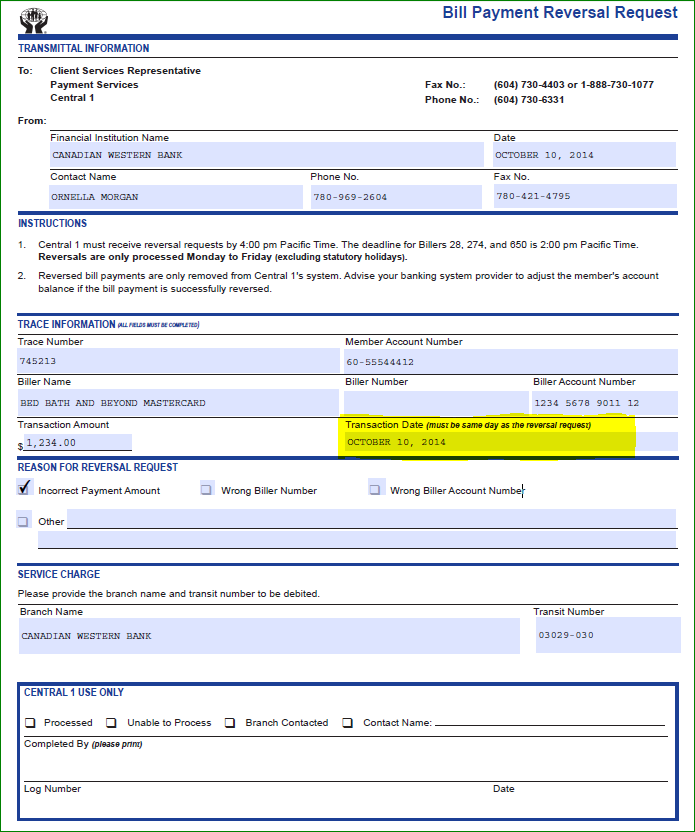 Bill Payment Reversal Request
TRANSMITTAL INFORMATION
To: Client Services Representative
Payment Services
Central 1
Fax No.: (604) 730-4403 or 1-888-730-1077
Phone No.: (604) 730-6331
From:
Financial Institution Name Date
CANADIAN WESTERN BANK OCTOBER 10, 2014
Contact Name Phone No. Fax No.
ORNELLA MORGAN 780-969-2604 780-421-4795
INSTRUCTIONS
1. Central 1 must receive reversal requests by 4:00 pm Pacific Time. The deadline for Billers 28, 274, and 650 is 2:00 pm Pacific Time.
Reversals are only processed Monday to Friday (excluding statutory holidays).
2. Reversed bill payments are only removed from Central 1's system. Advise your banking system provider to adjust the member's account
balance if the bill payment is successfully reversed.
TRACE INFORMATION (ALL FIELDS MUST BE COMPLETED)
Trace Number Member Account Number
745213 60-55544412
Biller Name Biller Number Biller Account Number
BED BATH AND BEYOND MASTERCARD 1234 5678 9011 12
Transaction Amount Transaction Date (must be same day as the reversal request)
$ 1,234.00 OCTOBER 10, 2014
REASON FOR REVERSAL REQUEST
Incorrect Payment Amount Wrong Biller Number Wrong Biller Account Number
Other
SERVICE CHARGE
Please provide the branch name and transit number to be debited.
Branch Name Transit Number
CANADIAN WESTERN BANK 03029-030
CENTRAL 1 USE ONLY
Processed Unable to Process Branch Contacted Contact Name:
Completed By (please print)
Log Number Date